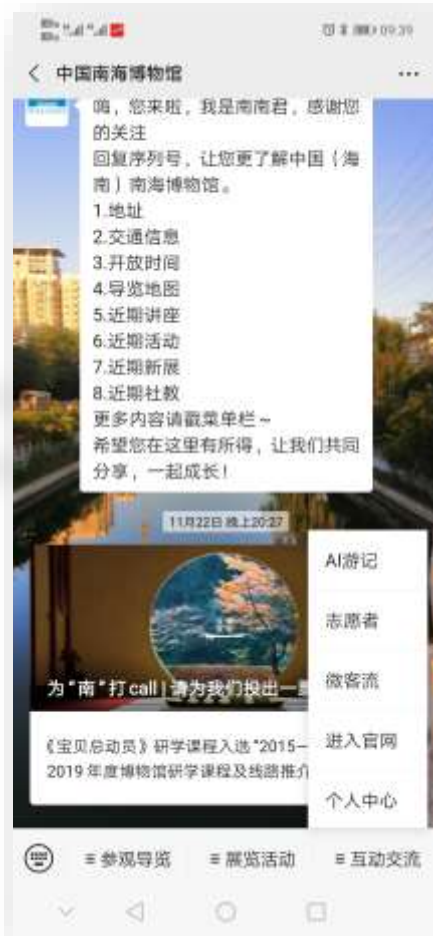 09:39
中国南海博物馆
嗨，您来啦，我是南南君，感谢您
的关注
回复序列号，让您更了解中国（海
南）南海博物馆。
1.地址
2.交通信息
3.开放时间
4.导览地图
5.近期讲座
6.近期活动
7.近期新展
8.近期社教
更多内容请戳菜单栏~
希望您在这里有所得，让我们共同
分享，一起成长！
11月22日 晚上20:27
为“南”打call | 请为我们投出一
《宝贝总动员》研学课程入选“2015—
2019年度博物馆研学课程及线路推介
AI游记
志愿者
微客流
进入官网
个人中心
≡ 参观导览
≡ 展览活动
≡ 互动交流